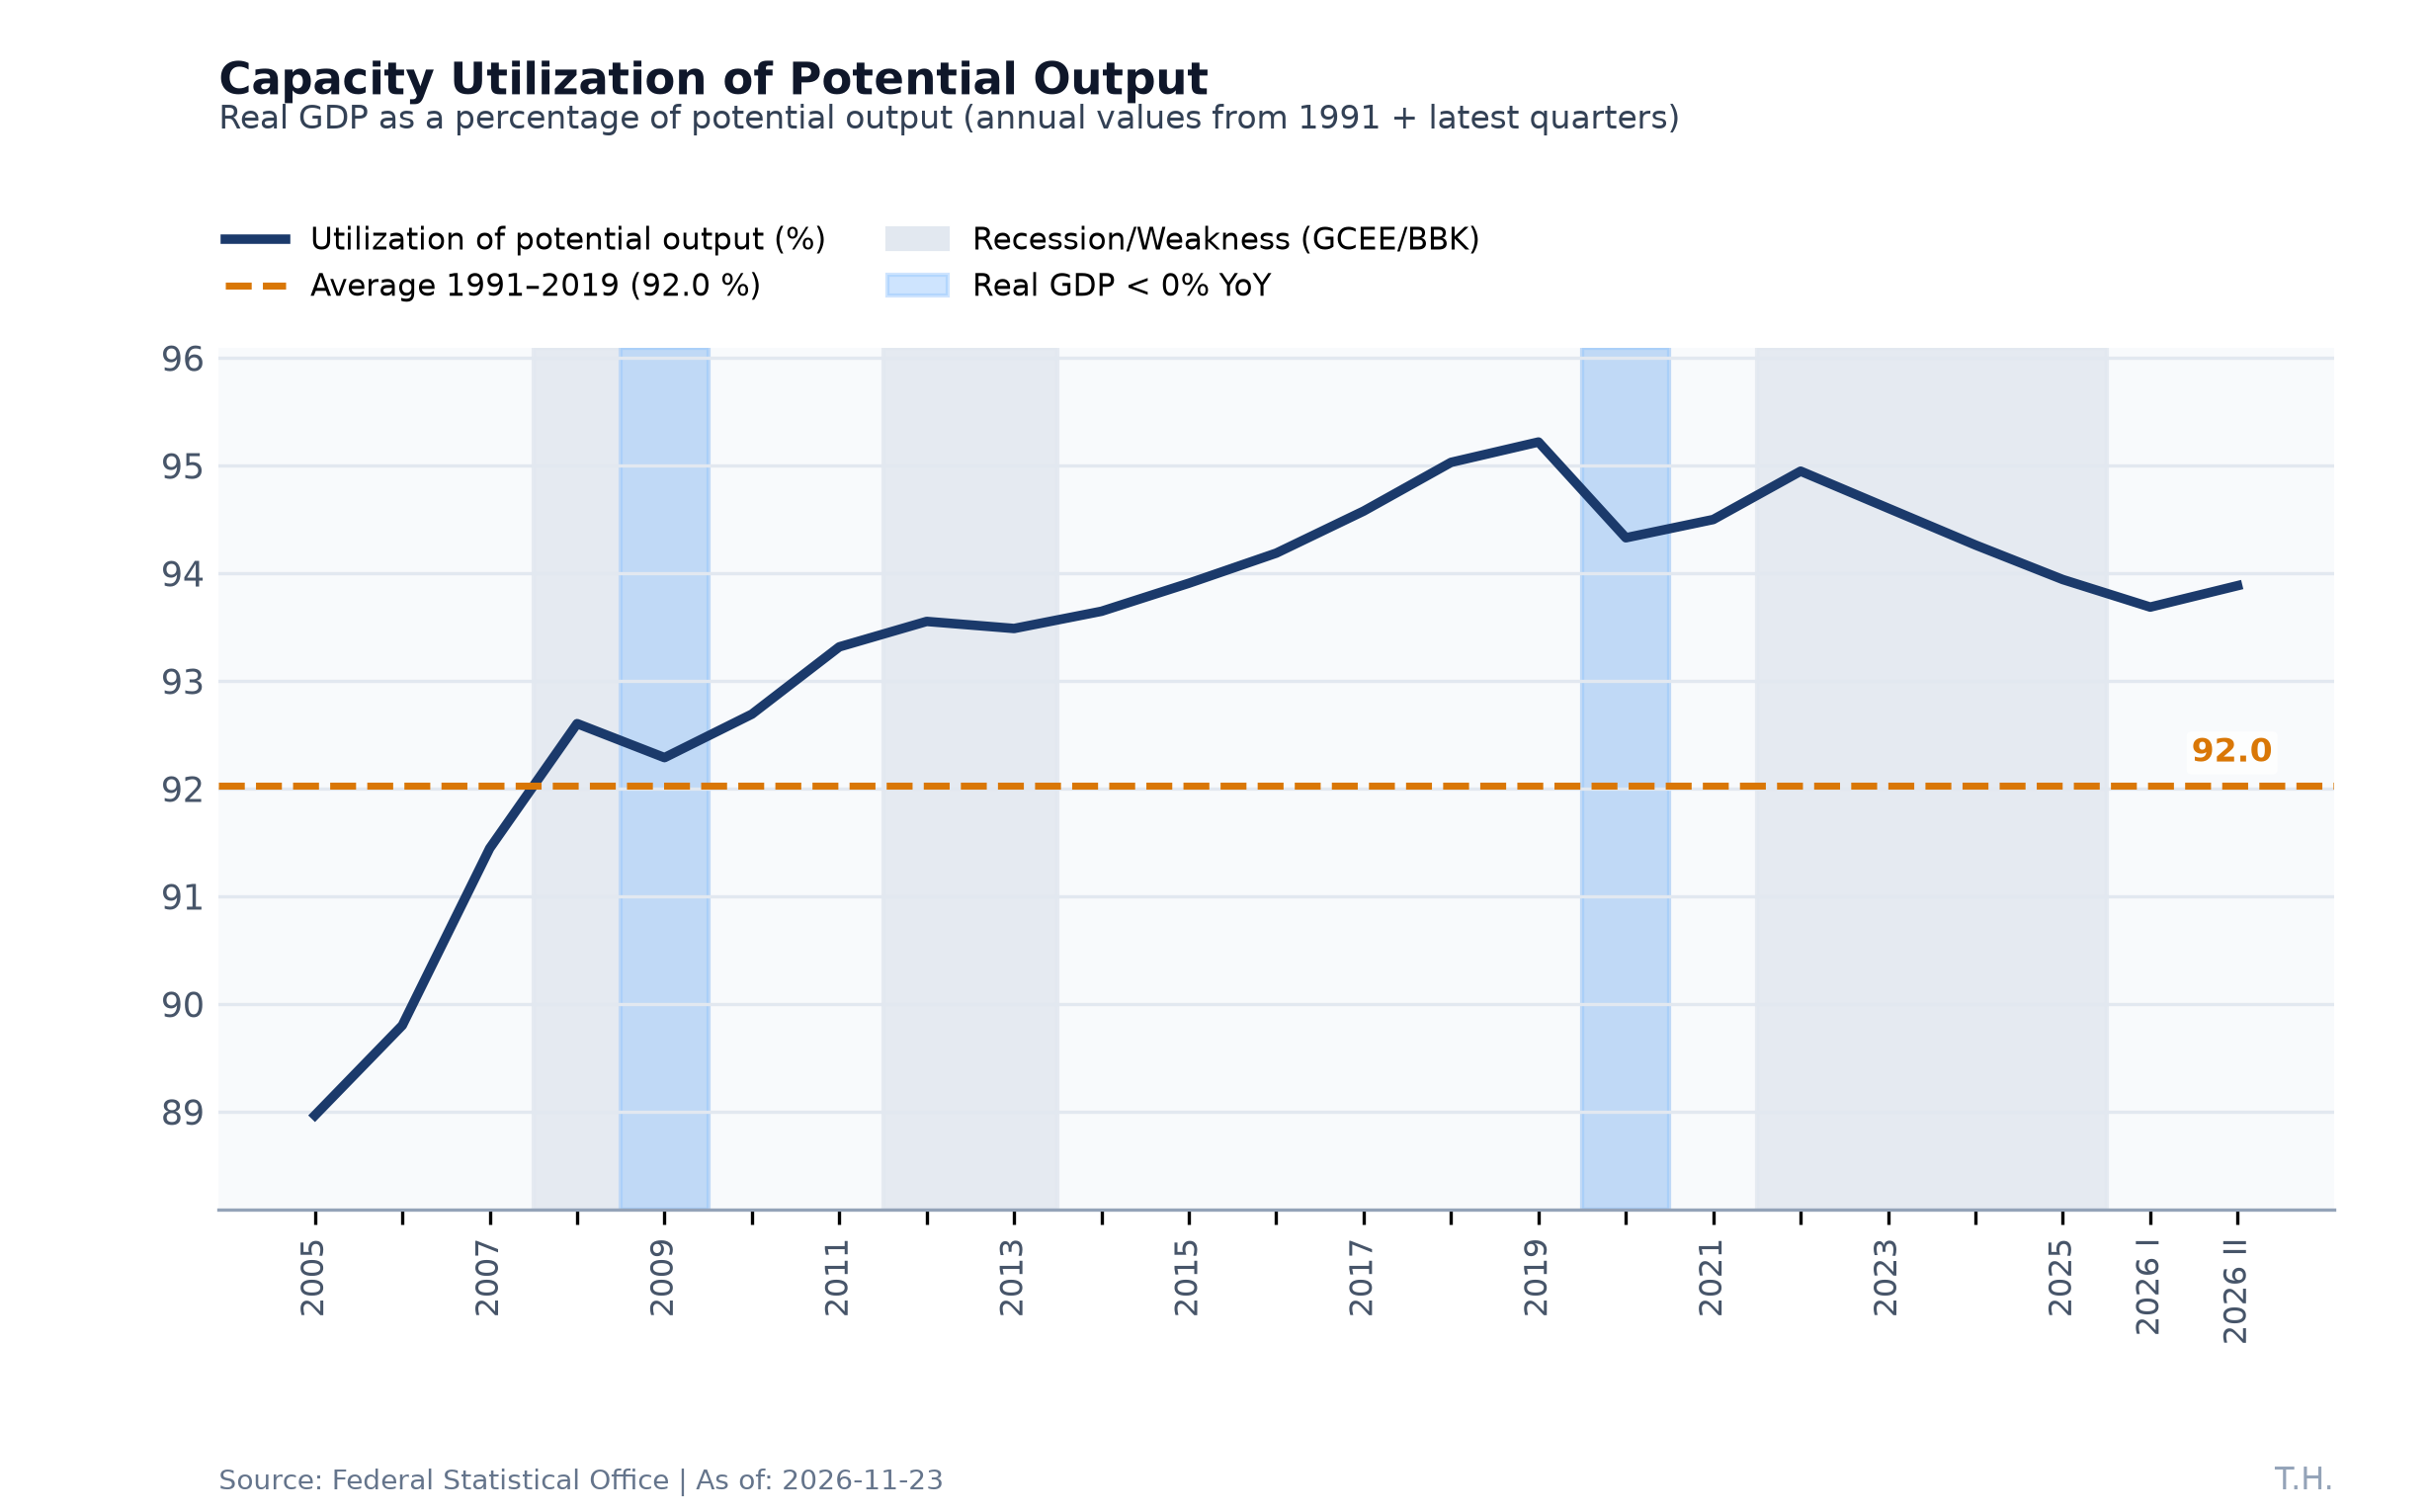 Capacity Utilization of Potential Output
Real GDP as a percentage of potential output (annual values from 1991 + latest quarters)
Utilization of potential output (%)
Average 1991–2019 (92.0 %)
Recession/Weakness (GCEE/BBK)
Real GDP < 0% YoY
96
95
94
93
92
91
90
89
92.0
2005
2007
2009
2011
2013
2015
2017
2019
2021
2023
2025
2026 I
2026 II
Source: Federal Statistical Office | As of: 2026-11-23
T.H.